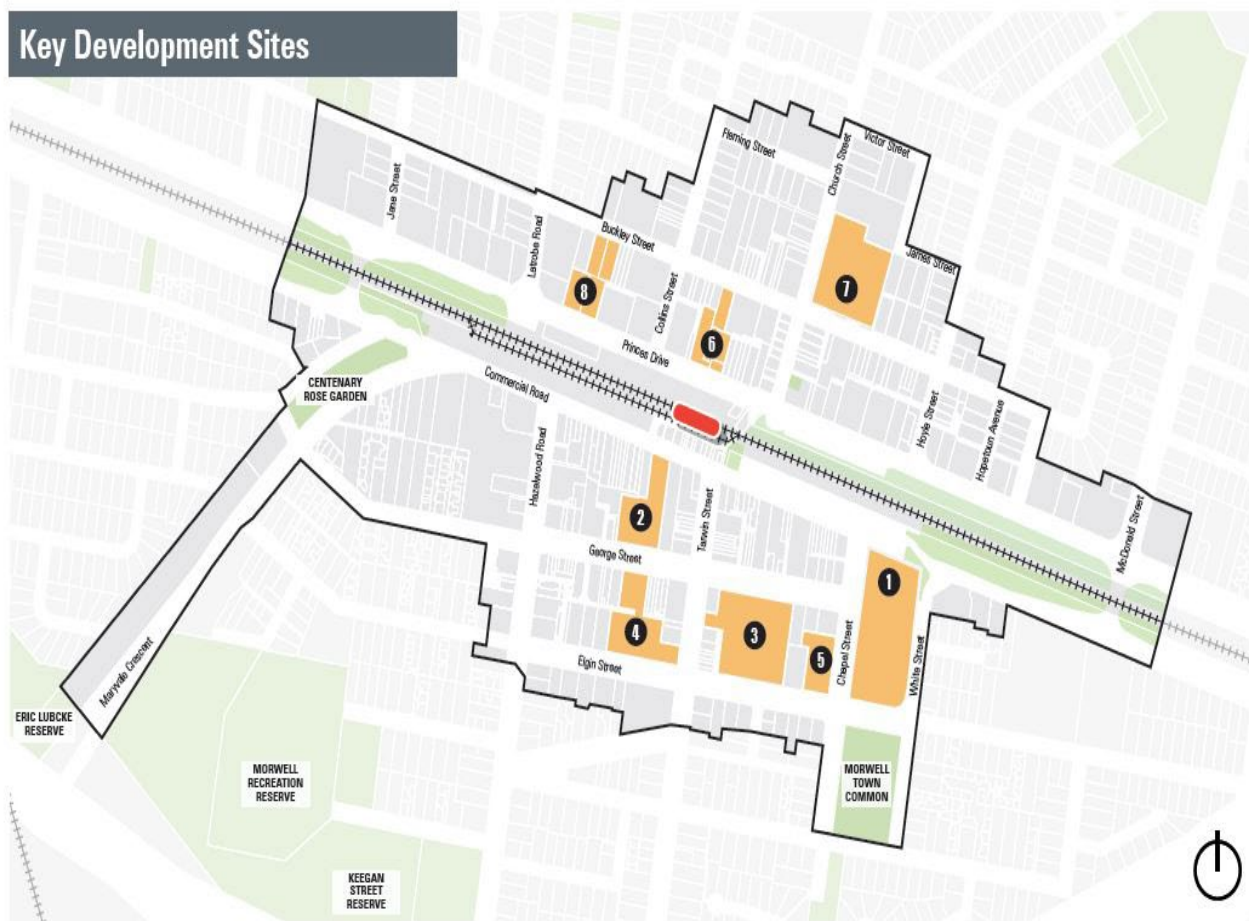 Key Development Sites
Fleming Street
Victor Street
Church Street
Jane Street
Latrobe Road
Buckley Street
James Street
7
8
Collins Street
6
Princes Drive
CENTENARY
ROSE GARDEN
Commercial Road
Hoyle Street
Hopetoun Avenue
Hazelwood Road
2
Tarwin Street
McDonald Street
George Street
1
4
3
5
Chapel Street
White Street
Elgin Street
Maryvale Crescent
ERIC LUBCKE
RESERVE
MORWELL
RECREATION
RESERVE
MORWELL
TOWN
COMMON
KEEGAN
STREET
RESERVE